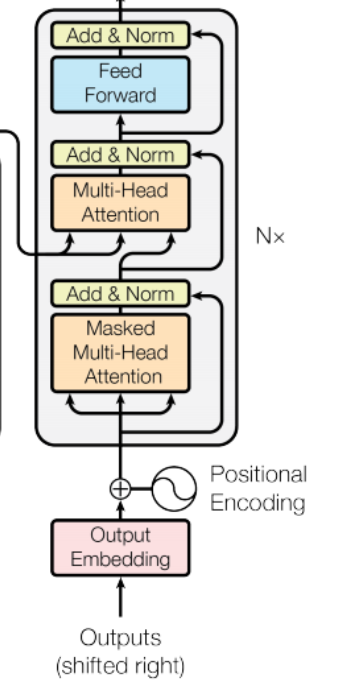 Add & Norm
Feed
Forward
Add & Norm
Multi-Head
Attention
N×
Add & Norm
Masked
Multi-Head
Attention
Positional
Encoding
Output
Embedding
Outputs
(shifted right)